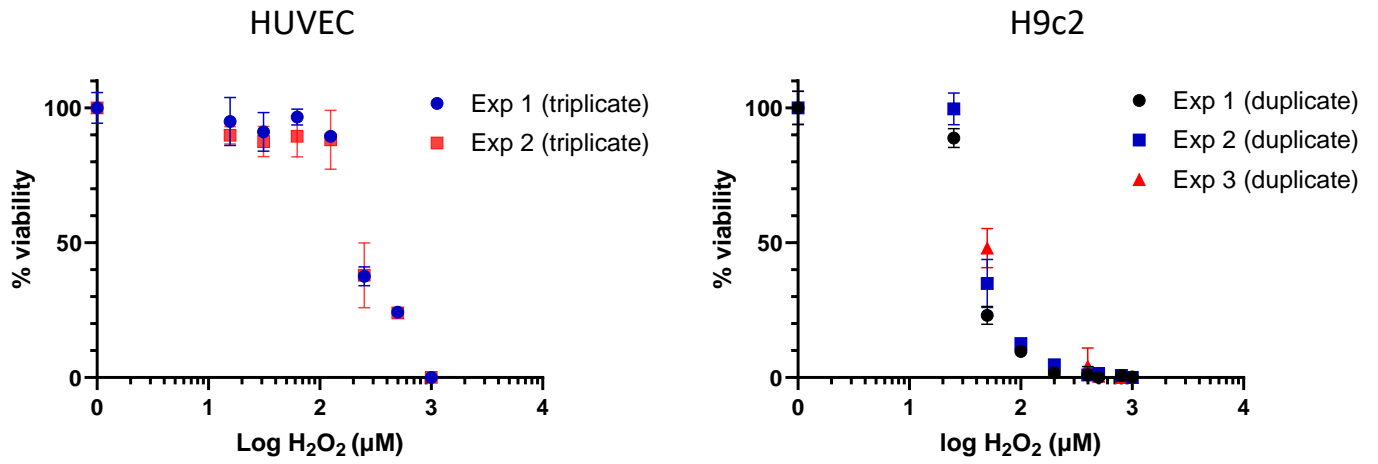 HUVEC
% viability
100
50
0
0 1 2 3 4
Log H₂O₂ (μM)
Exp 1 (triplicate)
Exp 2 (triplicate)
H9c2
% viability
100
50
0
0 1 2 3 4
log H₂O₂ (μM)
Exp 1 (duplicate)
Exp 2 (duplicate)
Exp 3 (duplicate)